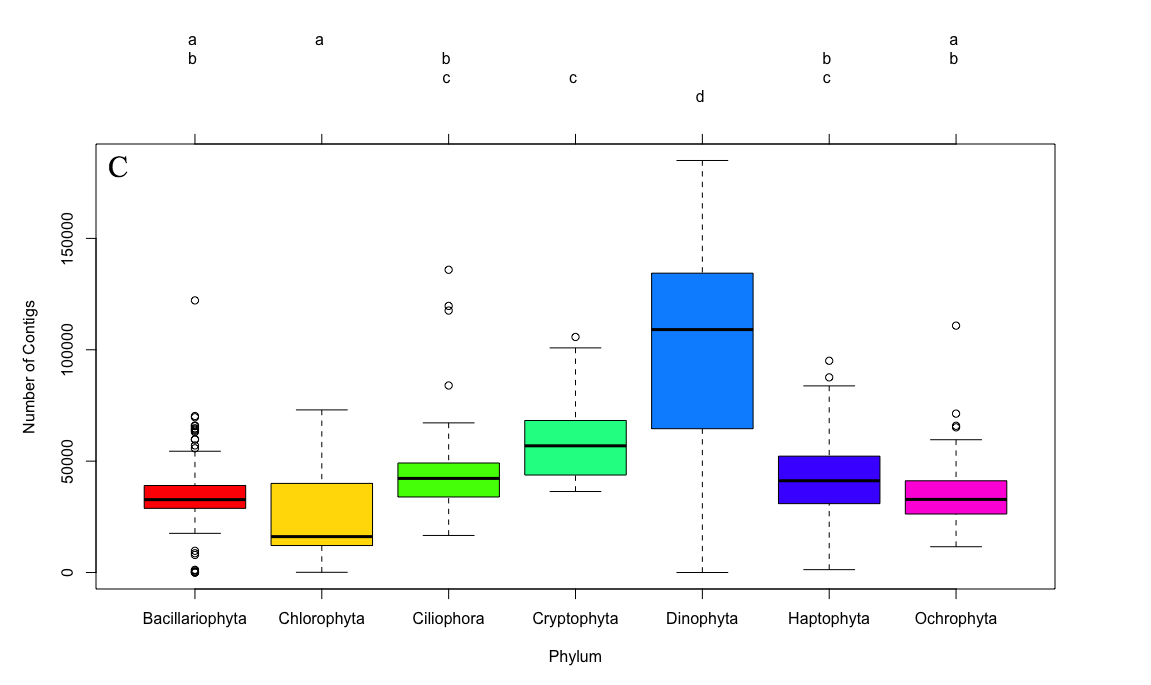 a a a
b b b b
c c c
d
C
150000
100000
50000
0
Number of Contigs
Bacillariophyta Chlorophyta Ciliophora Cryptophyta Dinophyta Haptophyta Ochrophyta
Phylum